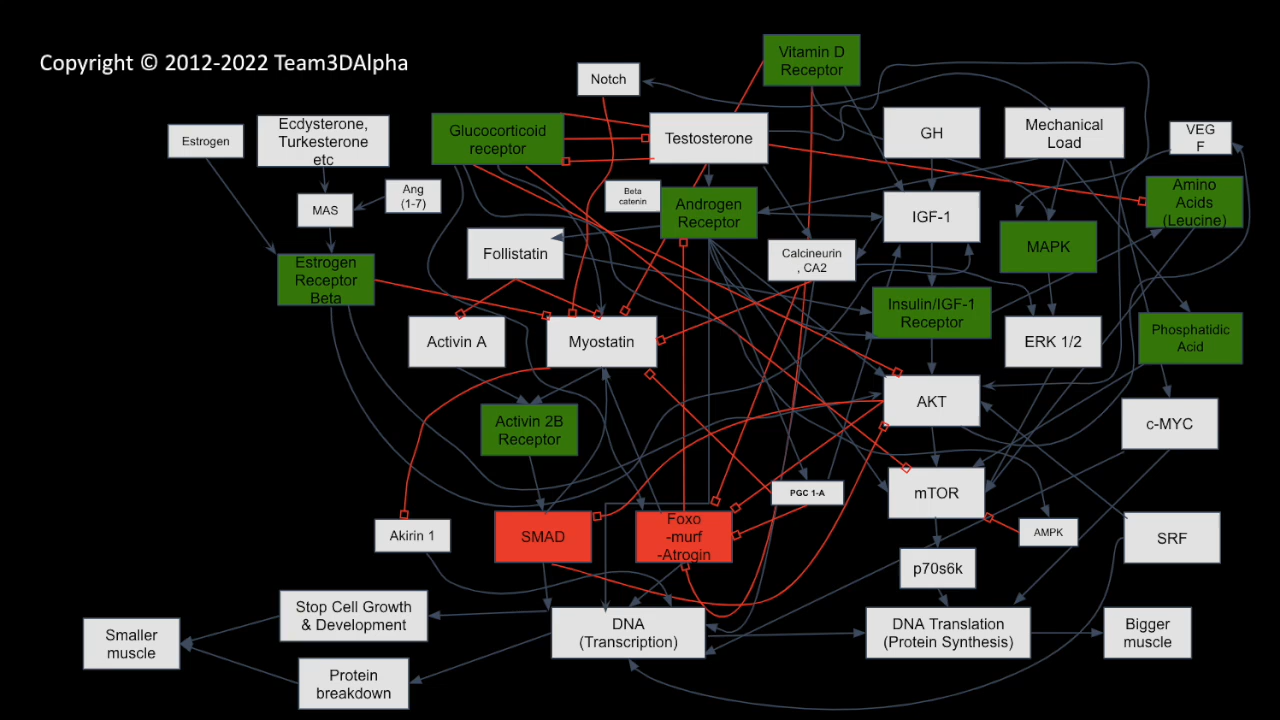 Copyright © 2012-2022 Team3DAlpha
Vitamin D
Receptor
Notch
Estrogen
Ecdysterone,
Turkesterone
etc
Glucocorticoid
receptor
Testosterone
GH
Mechanical
Load
VEG
F
MAS
Ang
(1-7)
Beta
catenin
Androgen
Receptor
IGF-1
Amino
Acids
(Leucine)
Follistatin
Calcineurin
, CA2
MAPK
Estrogen
Receptor
Beta
Insulin/IGF-1
Receptor
Activin A
Myostatin
ERK 1/2
Phosphatidic
Acid
AKT
Activin 2B
Receptor
c-MYC
PGC 1-A
mTOR
Akirin 1
SMAD
Foxo
-murf
-Atrogin
AMPK
SRF
p70s6k
Stop Cell Growth
& Development
DNA
(Transcription)
DNA Translation
(Protein Synthesis)
Bigger
muscle
Smaller
muscle
Protein
breakdown